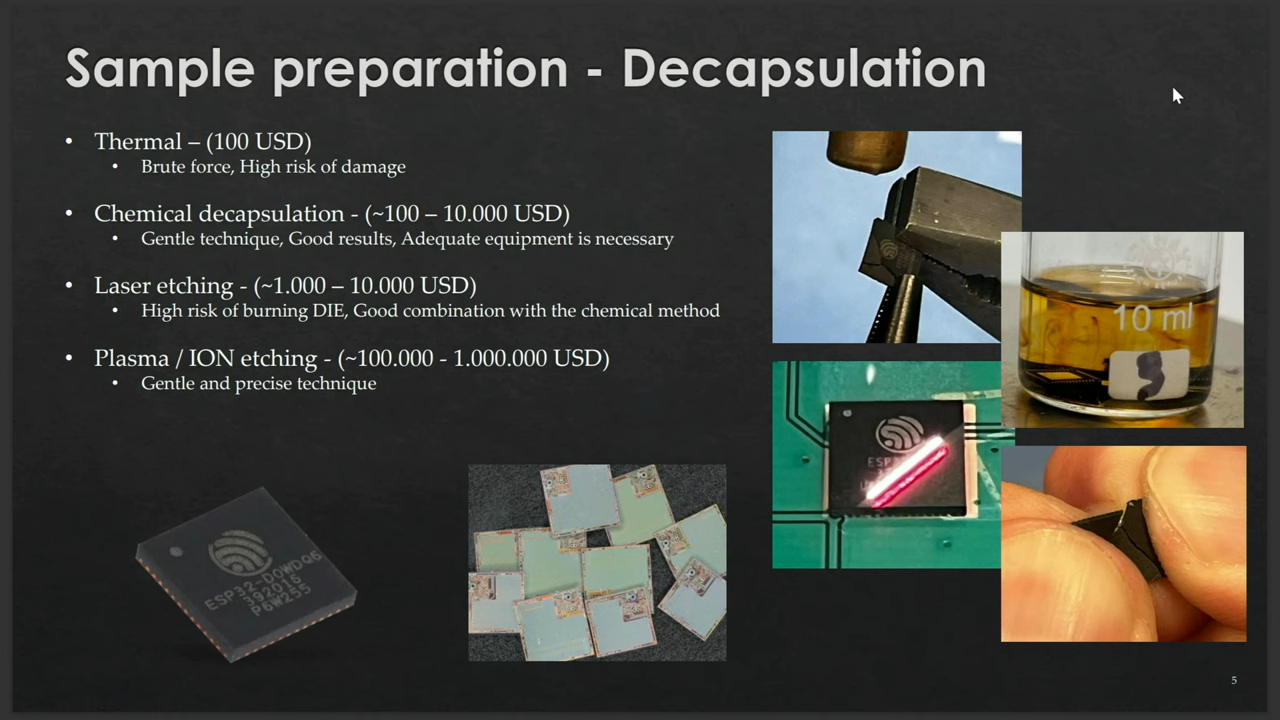 Sample preparation - Decapsulation
• Thermal – (100 USD)
• Brute force, High risk of damage
• Chemical decapsulation - (~100 – 10.000 USD)
• Gentle technique, Good results, Adequate equipment is necessary
• Laser etching - (~1.000 – 10.000 USD)
• High risk of burning DIE, Good combination with the chemical method
• Plasma / ION etching - (~100.000 - 1.000.000 USD)
• Gentle and precise technique
10 ml
ESP32-D0WDQ6
392016
P6W255
5